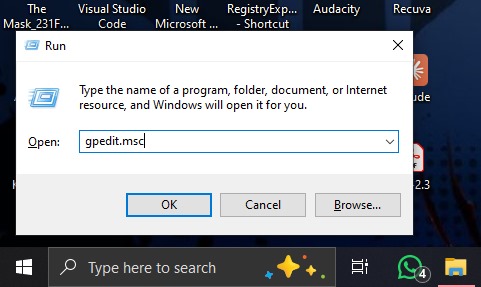 The
Mask_231F...
Visual Studio
Code
New
Microsoft ...
RegistryExp...
- Shortcut
Audacity
Recuva
Run
Type the name of a program, folder, document, or Internet
resource, and Windows will open it for you.
Open:
gpedit.msc
OK
Cancel
Browse...
ude
2.3
Type here to search
4